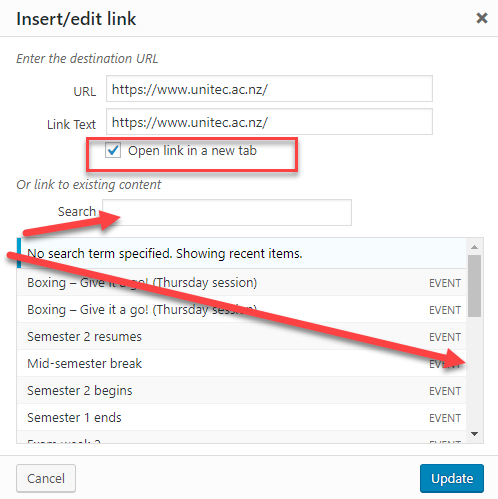 Insert/edit link
Enter the destination URL
URL https://www.unitec.ac.nz/
Link Text https://www.unitec.ac.nz/
Open link in a new tab
Or link to existing content
Search
No search term specified. Showing recent items.
Boxing – Give it a go! (Thursday session) EVENT
Boxing – Give it a go! (Thursday session) EVENT
Semester 2 resumes EVENT
Mid-semester break EVENT
Semester 2 begins EVENT
Semester 1 ends EVENT
Exam week 2
Cancel Update